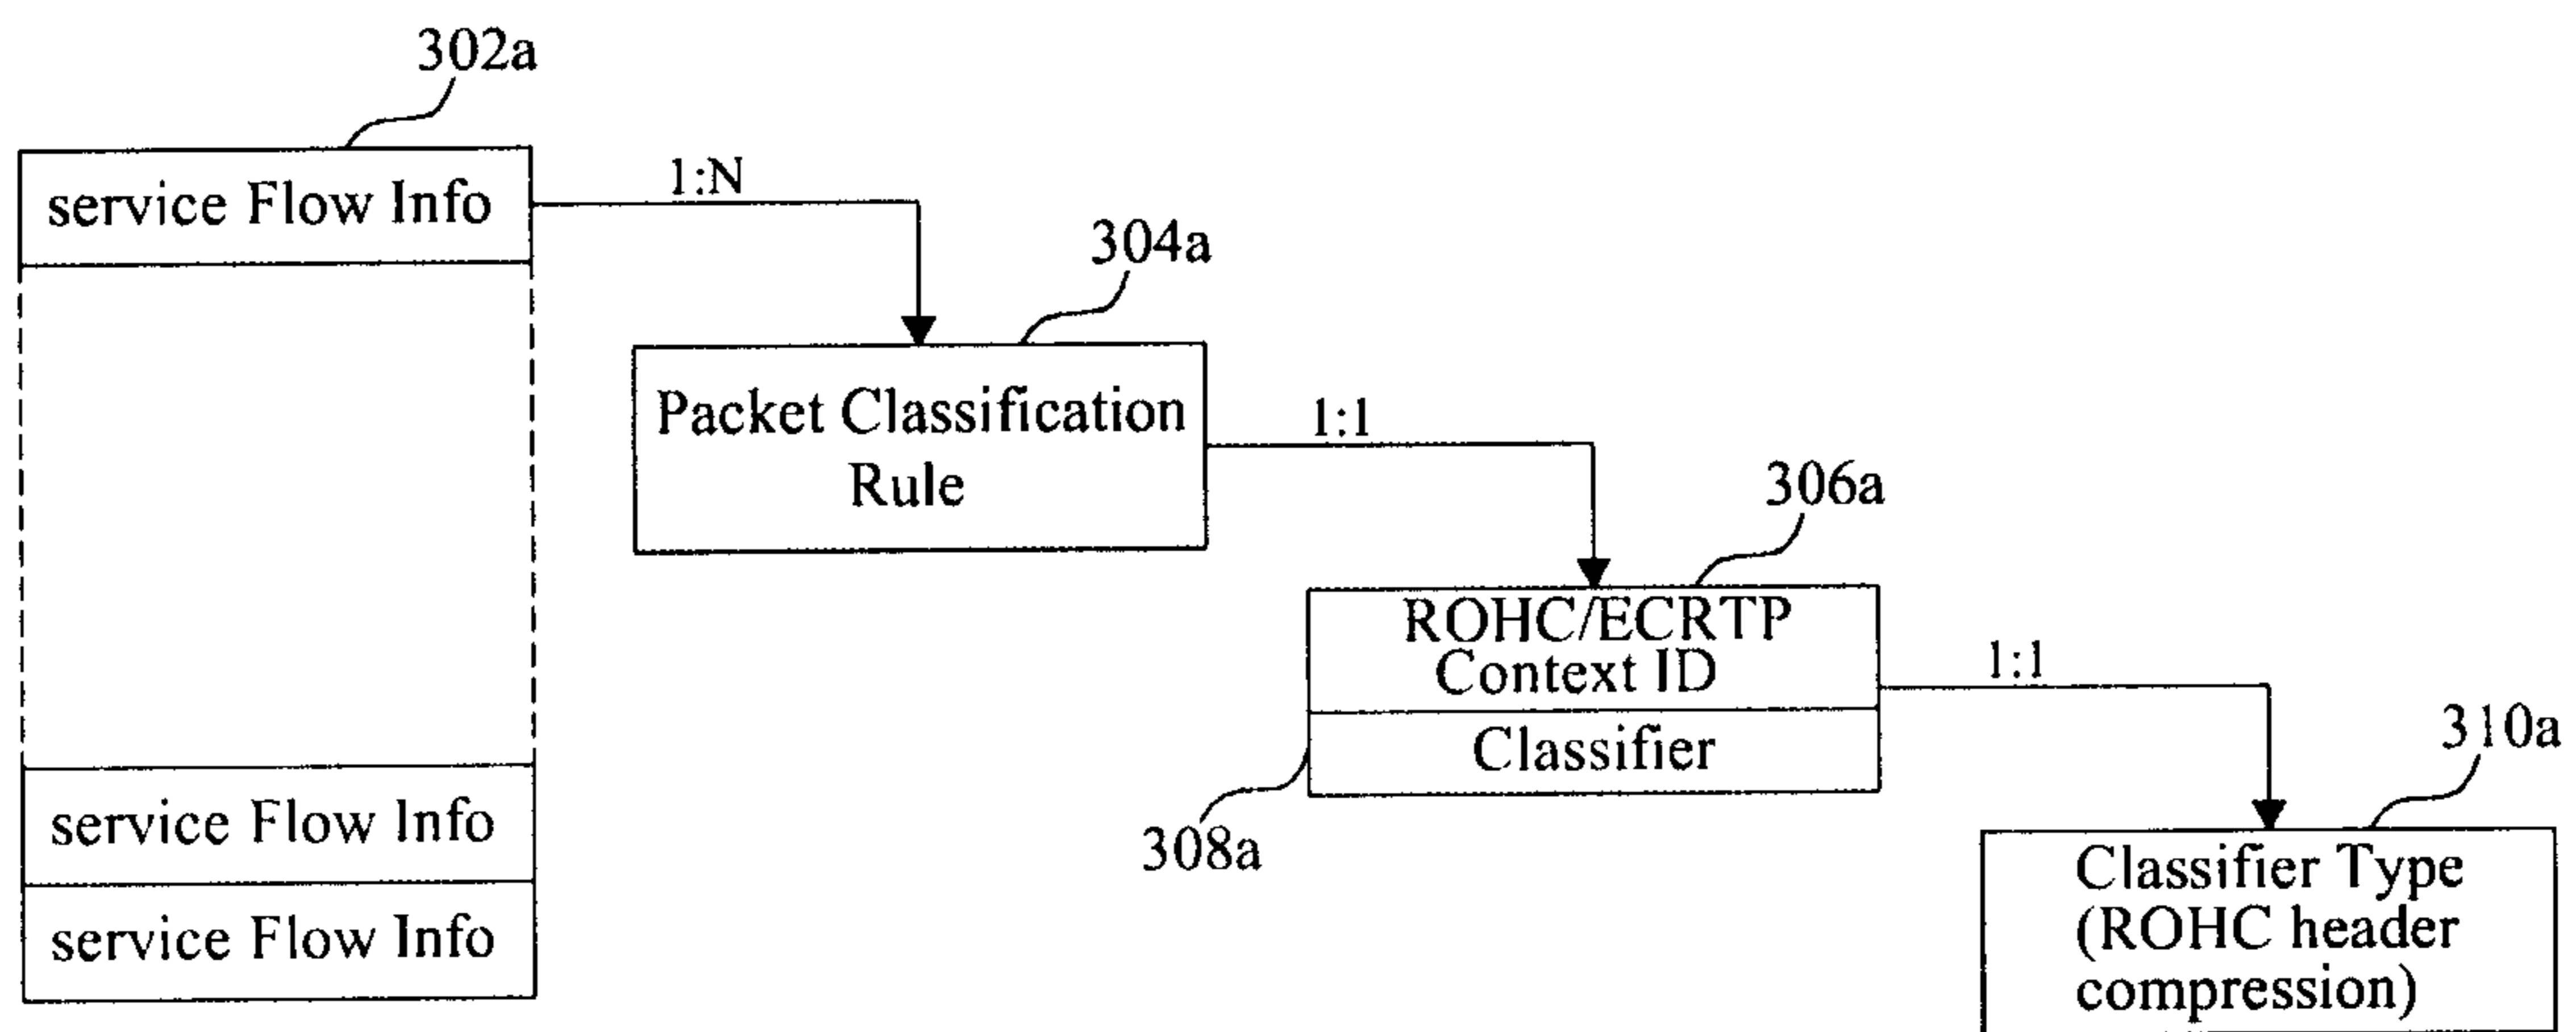 302a
service Flow Info
1:N
304a
Packet Classification
Rule
1:1
306a
ROHC/ECRTP
Context ID
1:1
Classifier
308a
310a
service Flow Info
service Flow Info
Classifier Type
(ROHC header
compression)